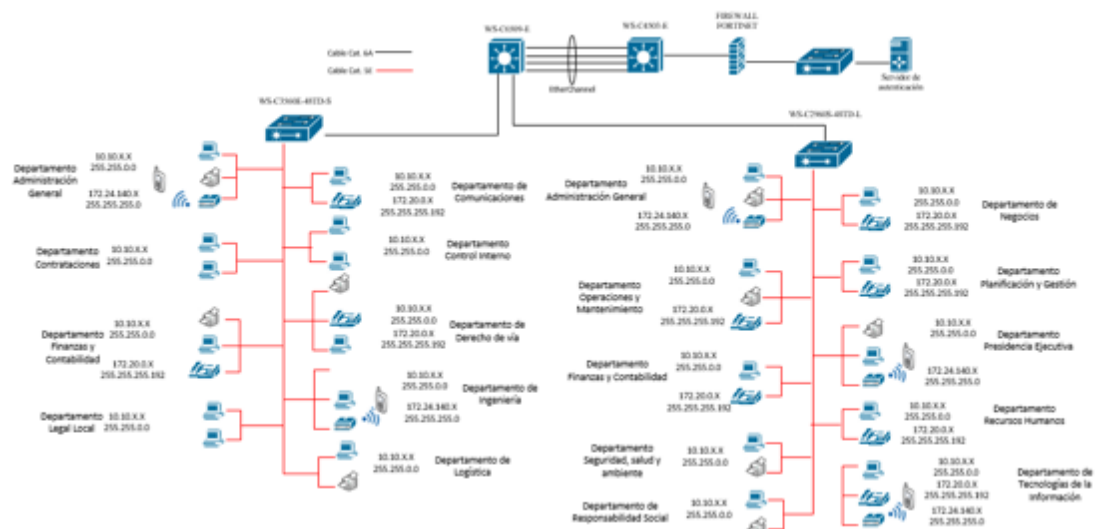 FIREWALL
FORTINET
WS-C6509-E
WS-C4503-E
Cable Cat. 6A
Cable Cat. 5E
EtherChannel
Servidor de
autenticación
WS-C3560X-48TD-S
WS-C2960S-48TD-L
Departamento
Administración
General
10.10.X.X
255.255.0.0
172.24.140.X
255.255.255.0
10.10.X.X
255.255.0.0
172.20.0.X
255.255.255.192
Departamento de
Comunicaciones
Departamento
Contrataciones
10.10.X.X
255.255.0.0
10.10.X.X
255.255.0.0
Departamento
Control Interno
Departamento
Finanzas y
Contabilidad
10.10.X.X
255.255.0.0
172.20.0.X
255.255.255.192
10.10.X.X
255.255.0.0
172.20.0.X
255.255.255.192
Departamento de
Derecho de vía
10.10.X.X
255.255.0.0
172.24.140.X
255.255.255.0
Departamento de
Ingeniería
Departamento
Legal Local
10.10.X.X
255.255.0.0
10.10.X.X
255.255.0.0
Departamento de
Logística
Departamento
Administración General
10.10.X.X
255.255.0.0
172.24.140.X
255.255.255.0
10.10.X.X
255.255.0.0
172.20.0.X
255.255.255.192
Departamento de
Negocios
Departamento
Operaciones y
Mantenimiento
10.10.X.X
255.255.0.0
172.20.0.X
255.255.255.192
10.10.X.X
255.255.0.0
172.20.0.X
255.255.255.192
Departamento
Planificación y Gestión
10.10.X.X
255.255.0.0
172.24.140.X
255.255.255.0
Departamento
Presidencia Ejecutiva
Departamento
Finanzas y Contabilidad
10.10.X.X
255.255.0.0
172.20.0.X
255.255.255.192
10.10.X.X
255.255.0.0
172.20.0.X
255.255.255.192
Departamento
Recursos Humanos
Departamento
Seguridad, salud y
ambiente
10.10.X.X
255.255.0.0
10.10.X.X
255.255.0.0
172.20.0.X
255.255.255.192
172.24.140.X
255.255.255.0
Departamento de
Tecnologías de la
Información
Departamento de
Responsabilidad Social
10.10.X.X
255.255.0.0